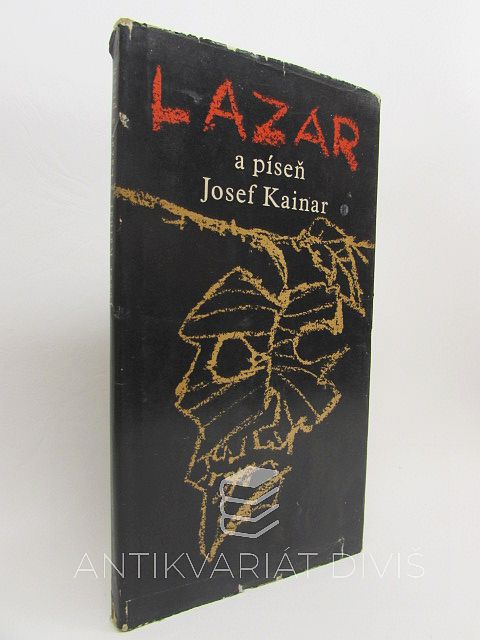 LAZAR
a píseň
Josef Kainar
ANTIKVARIÁT DIVIŠ